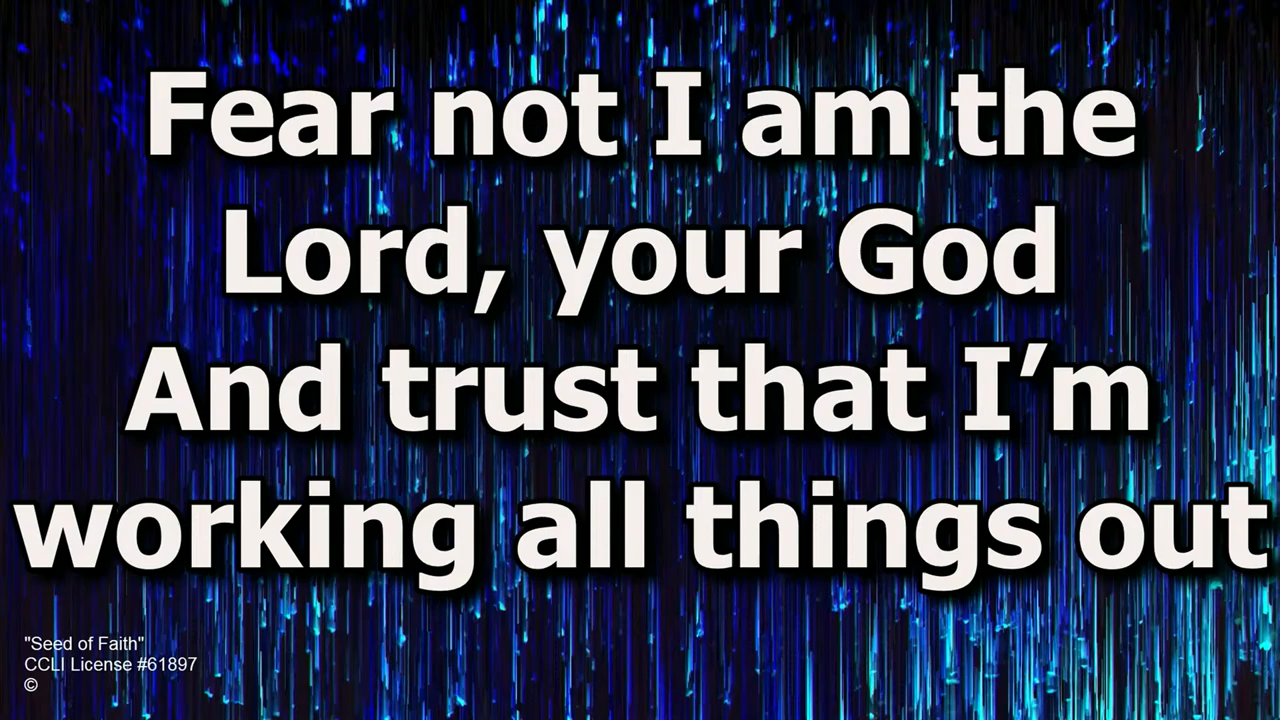 Fear not I am the
Lord, your God
And trust that I’m
working all things out
"Seed of Faith"
CCLI License #61897
©